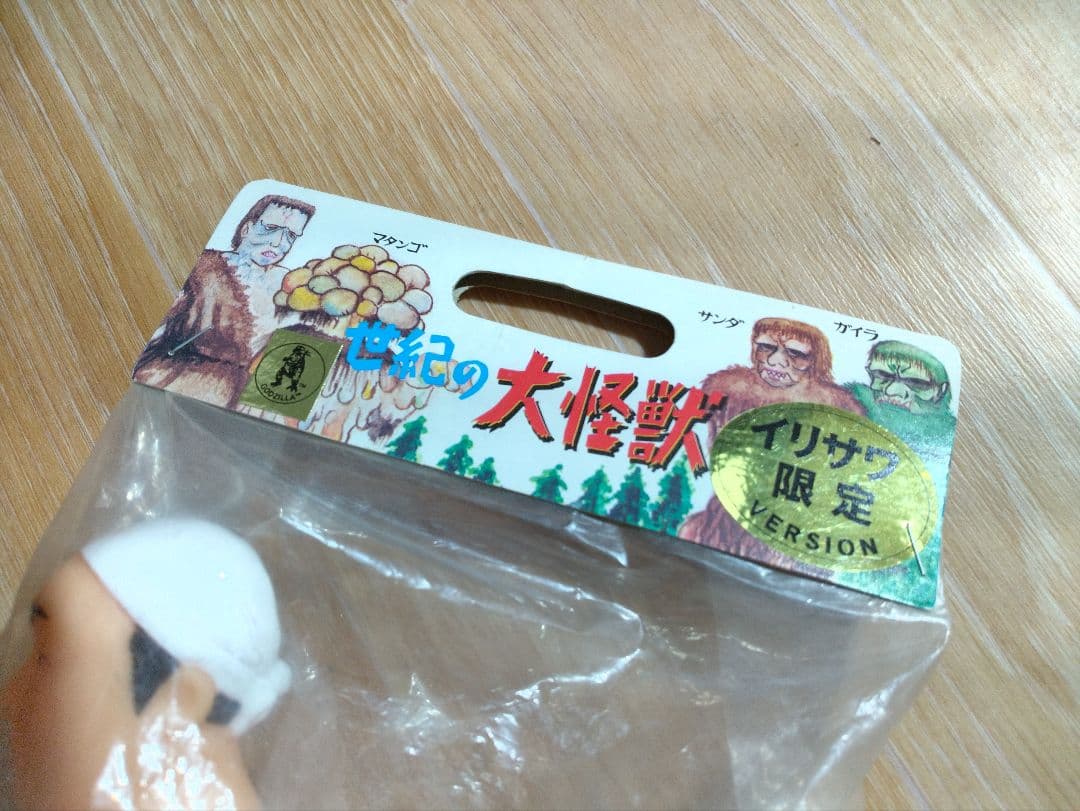 マタンゴ
サンダ
ガイラ
世紀の
大怪獣
GODZILLA™
イリサワ
限定
VERSION